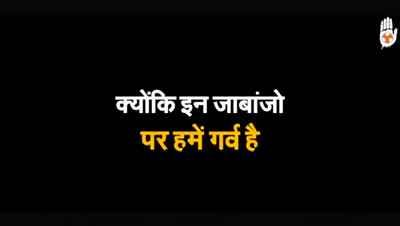 क्योंकि इन जाबांजो
पर हमें गर्व है